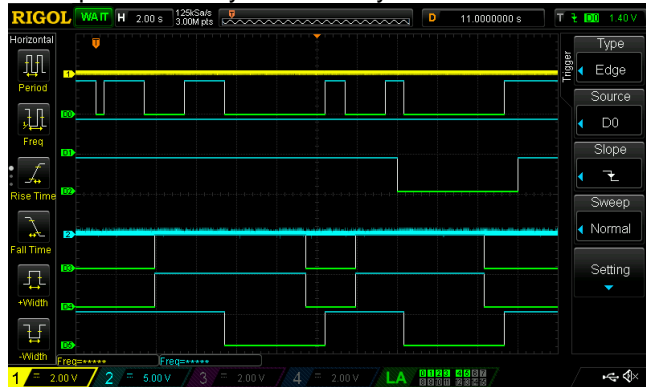 RIGOL WAIT H 2.00 s 125kSa/s 3.00M pts D 11.0000000 s T D0 1.40 V
Horizontal
Period
Freq
Rise Time
Fall Time
+Width
-Width
T
1
D0
D1
D2
2
D3
D4
D5
Trigger
Type
Edge
Source
D0
Slope
Sweep
Normal
Setting
Freq=***** Freq=*****
1 = 2.00 V 2 = 5.00 V 3 = 2.00 V 4 = 2.00 V LA